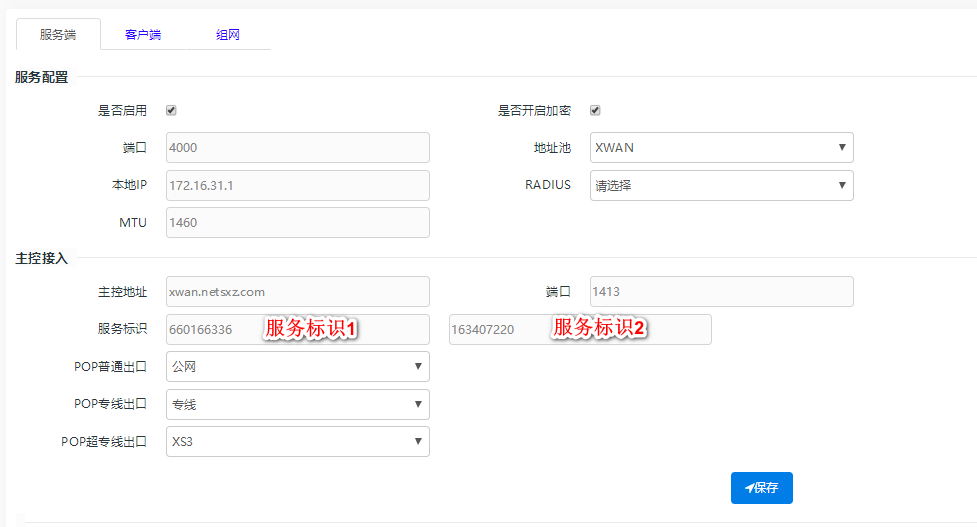 服务端 客户端 组网
服务配置
是否启用 是否开启加密
端口 4000 地址池 XWAN
本地IP 172.16.31.1 RADIUS 请选择
MTU 1460
主控接入
主控地址 xwan.netsxz.com 端口 1413
服务标识 660166336 服务标识1 163407220 服务标识2
POP普通出口 公网
POP专线出口 专线
POP超专线出口 XS3
保存